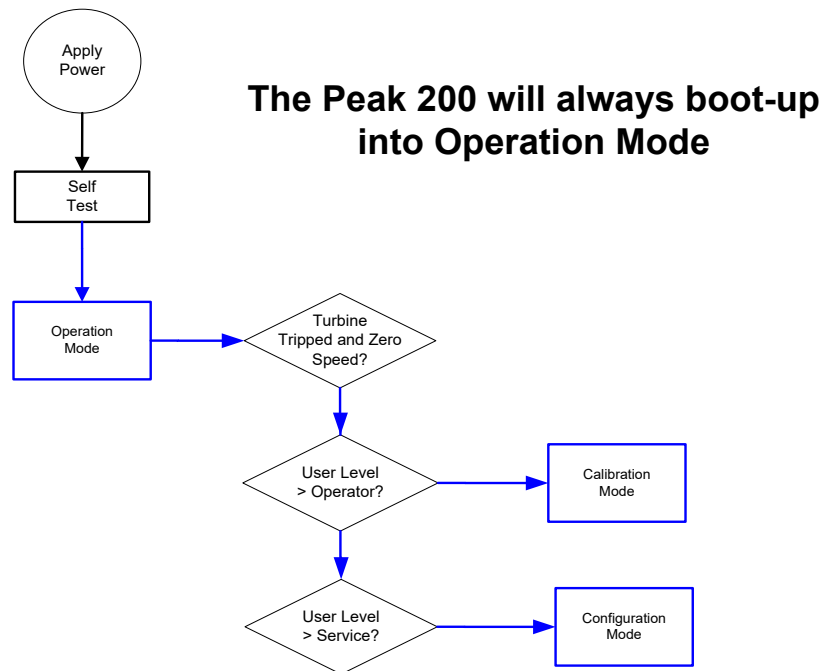 Apply
Power
The Peak 200 will always boot-up
into Operation Mode
Self
Test
Operation
Mode
Turbine
Tripped and Zero
Speed?
User Level
> Operator?
Calibration
Mode
User Level
> Service?
Configuration
Mode